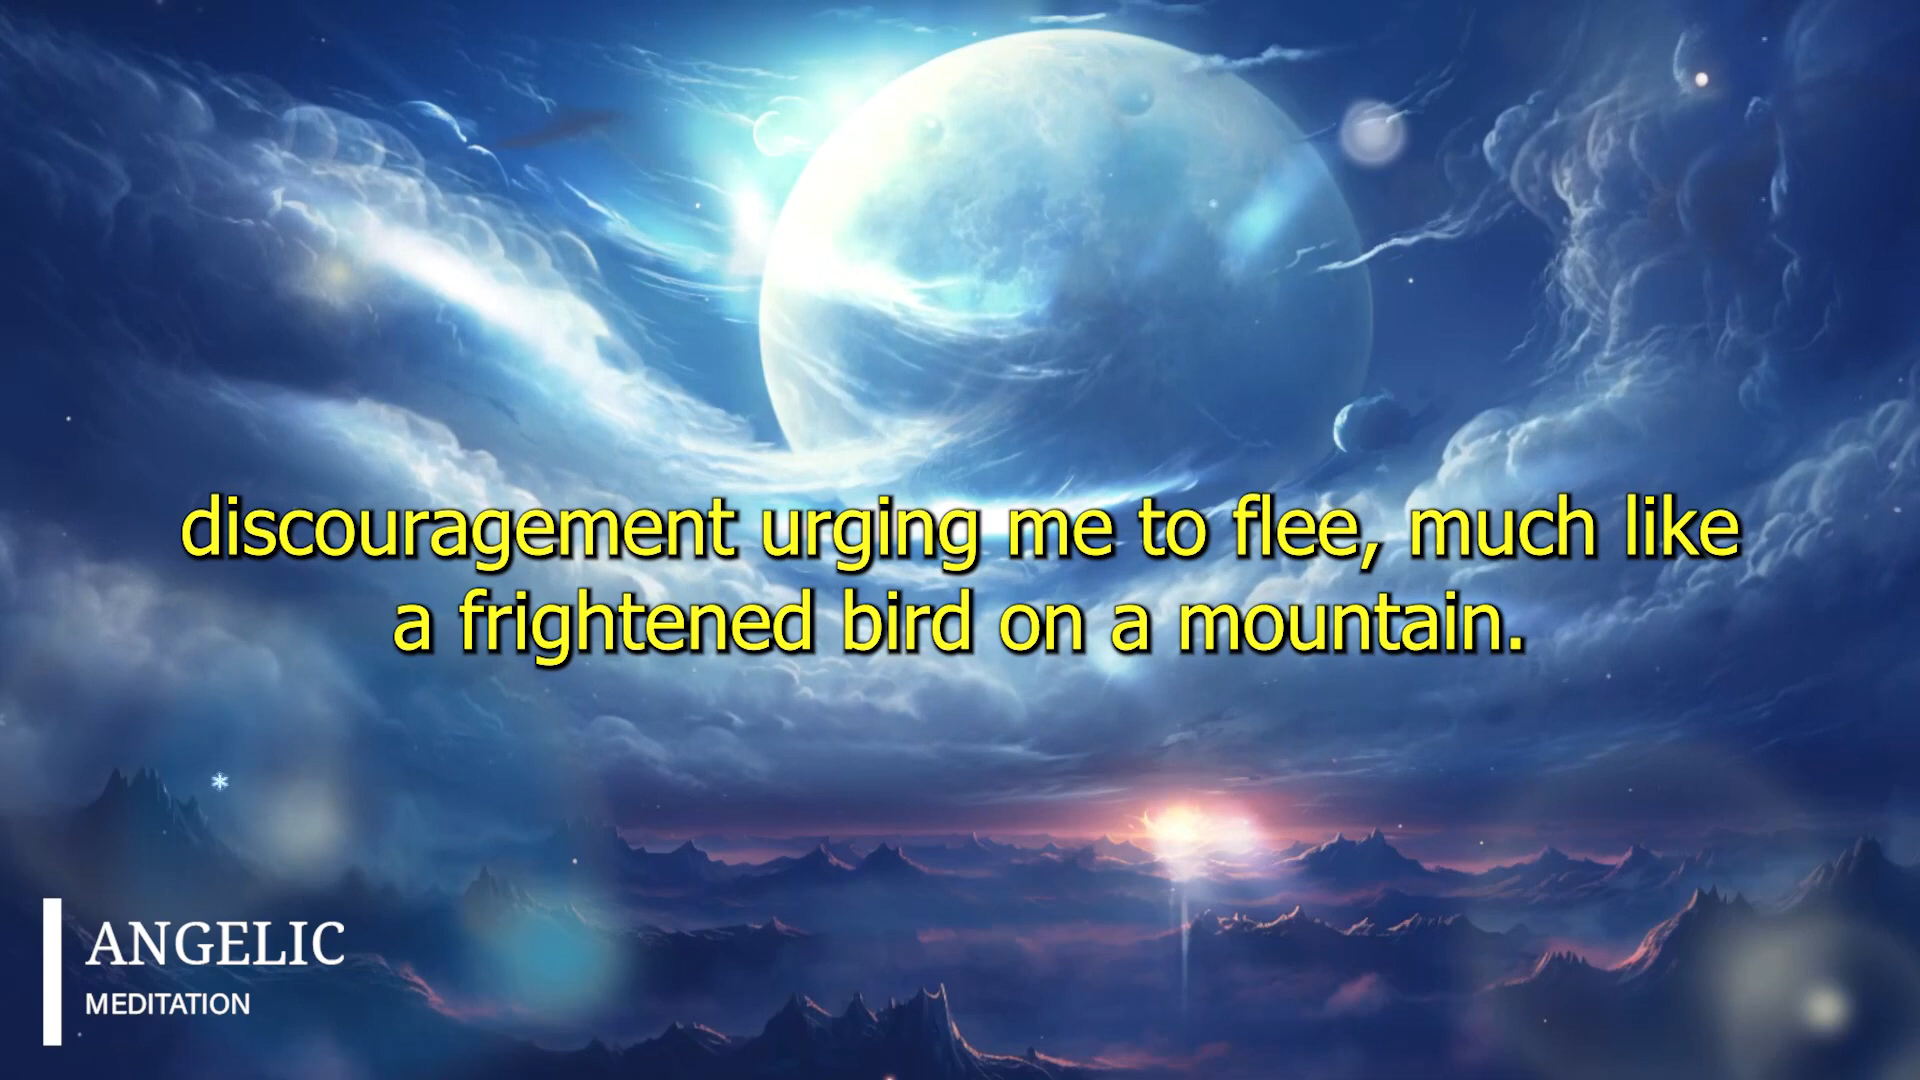 discouragement urging me to flee, much like
a frightened bird on a mountain.
ANGELIC
MEDITATION